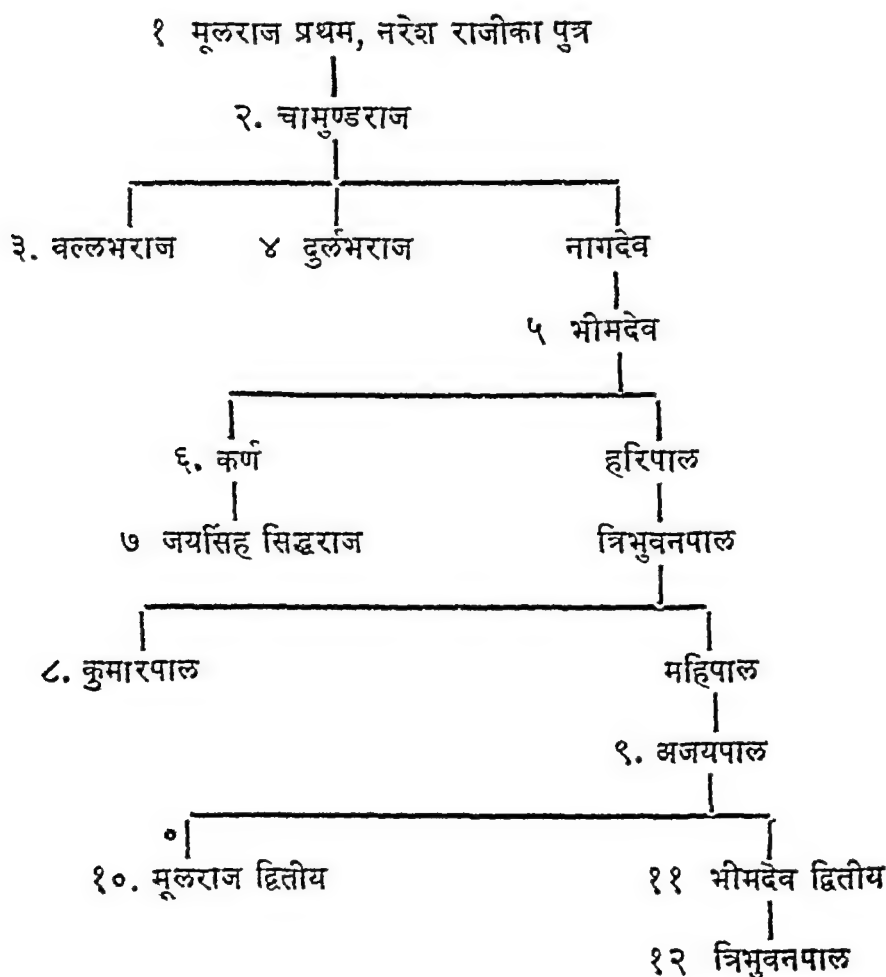 १ मूलराज प्रथम, नरेश राजीका पुत्र
२. चामुण्डराज
३. वल्लभराज ४ दुर्लभराज नागदेव
५ भीमदेव
६. कर्ण हरिपाल
७ जयसिंह सिद्धराज त्रिभुवनपाल
८. कुमारपाल महिपाल
९. अजयपाल
१०. मूलराज द्वितीय ११ भीमदेव द्वितीय
१२ त्रिभुवनपाल